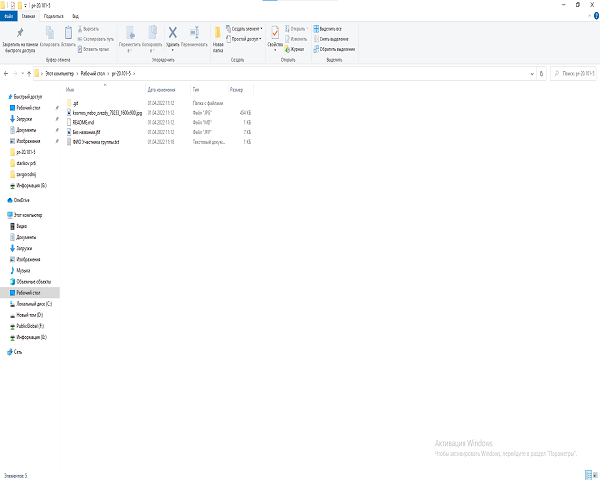 pr-20.101-5
Файл Главная Поделиться Вид
Закрепить на панели быстрого доступа
Копировать
Вставить
Вырезать
Скопировать путь
Вставить ярлык
Переместить в
Копировать в
Удалить
Переименовать
Новая папка
Создать элемент
Простой доступ
Свойства
Открыть
Изменить
Журнал
Выделить все
Снять выделение
Обратить выделение
Буфер обмена Упорядочить Создать Открыть Выделить
Этот компьютер > Рабочий стол > pr-20.101-5 >
Поиск: pr-20.101-5
Имя Дата изменения Тип Размер
.git 01.04.2022 11:12 Папка с файлами
01.04.2022 11:12 Файл "JPG" 454 КБ
README.md 01.04.2022 11:12 Файл "MD" 1 КБ
Без названия.jfif 01.04.2022 11:12 Файл "JFIF" 7 КБ
ФИО Участника группы.txt 01.04.2022 11:18 Текстовый докум... 1 КБ
Быстрый доступ
Рабочий стол
Загрузки
Документы
Изображения
pr-20.101-5
starikov prb
zavgorodnij
Информация (E:)
OneDrive
Этот компьютер
Видео
Документы
Загрузки
Изображения
Музыка
Объемные объекты
Рабочий стол
Локальный диск (C:)
Новый том (D:)
PublicGlobal (F:)
Информация (E:)
Сеть
Активация Windows
Чтобы активировать Windows, перейдите в раздел "Параметры".
Элементов: 5